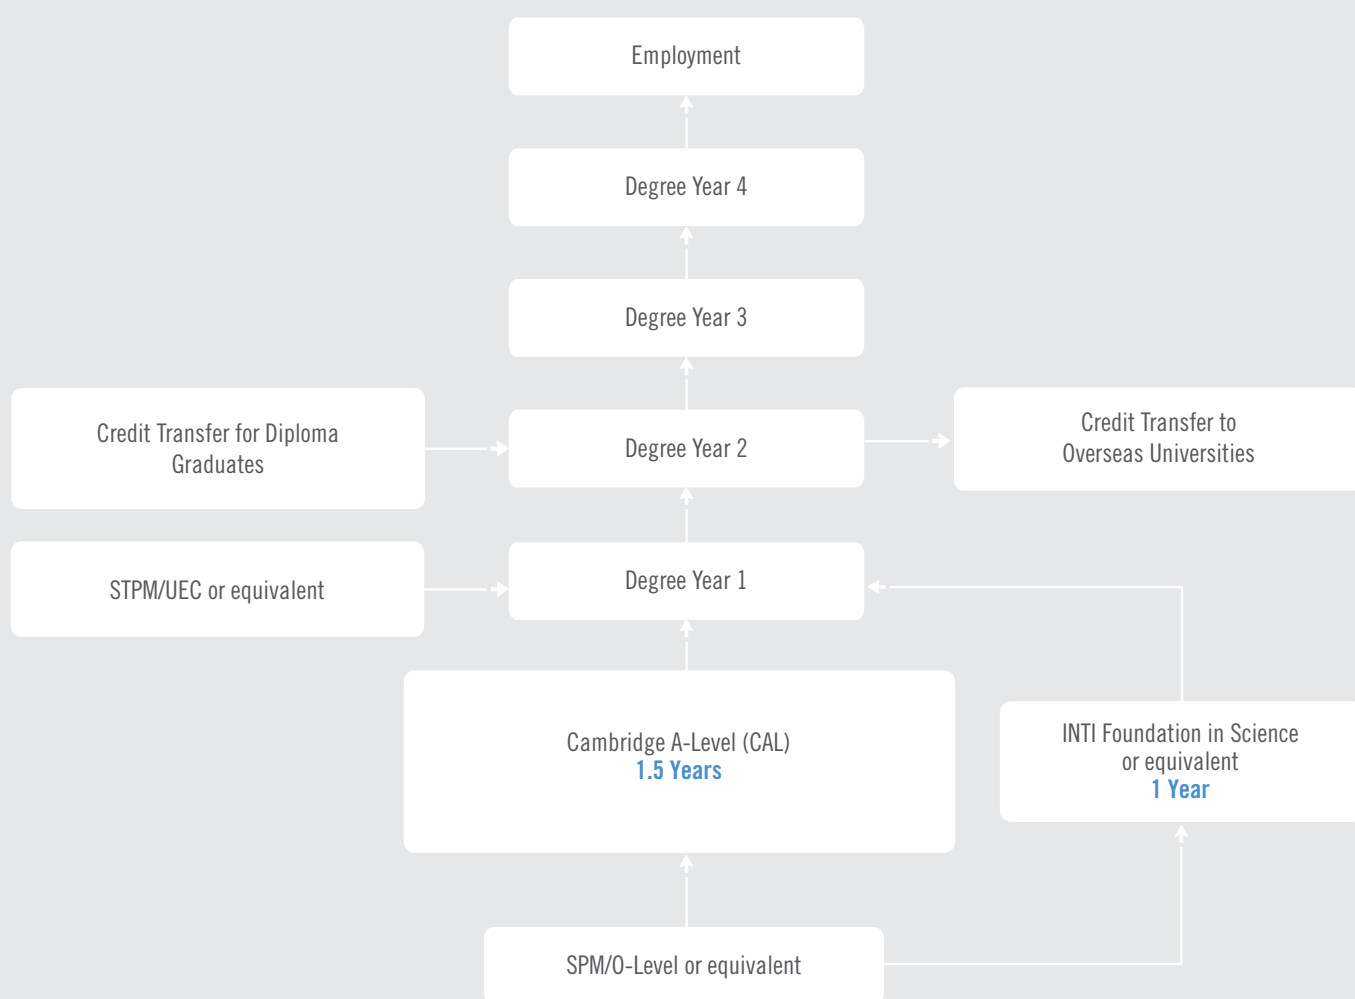 Employment
Degree Year 4
Degree Year 3
Credit Transfer for Diploma
Graduates
Degree Year 2
Credit Transfer to
Overseas Universities
STPM/UEC or equivalent
Degree Year 1
Cambridge A-Level (CAL)
1.5 Years
INTI Foundation in Science
or equivalent
1 Year
SPM/O-Level or equivalent